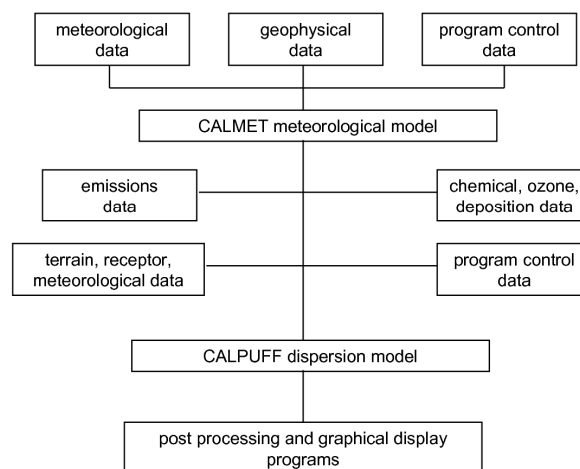 meteorological
data
geophysical
data
program control
data
CALMET meteorological model
emissions
data
chemical, ozone,
deposition data
terrain, receptor,
meteorological data
program control
data
CALPUFF dispersion model
post processing and graphical display
programs